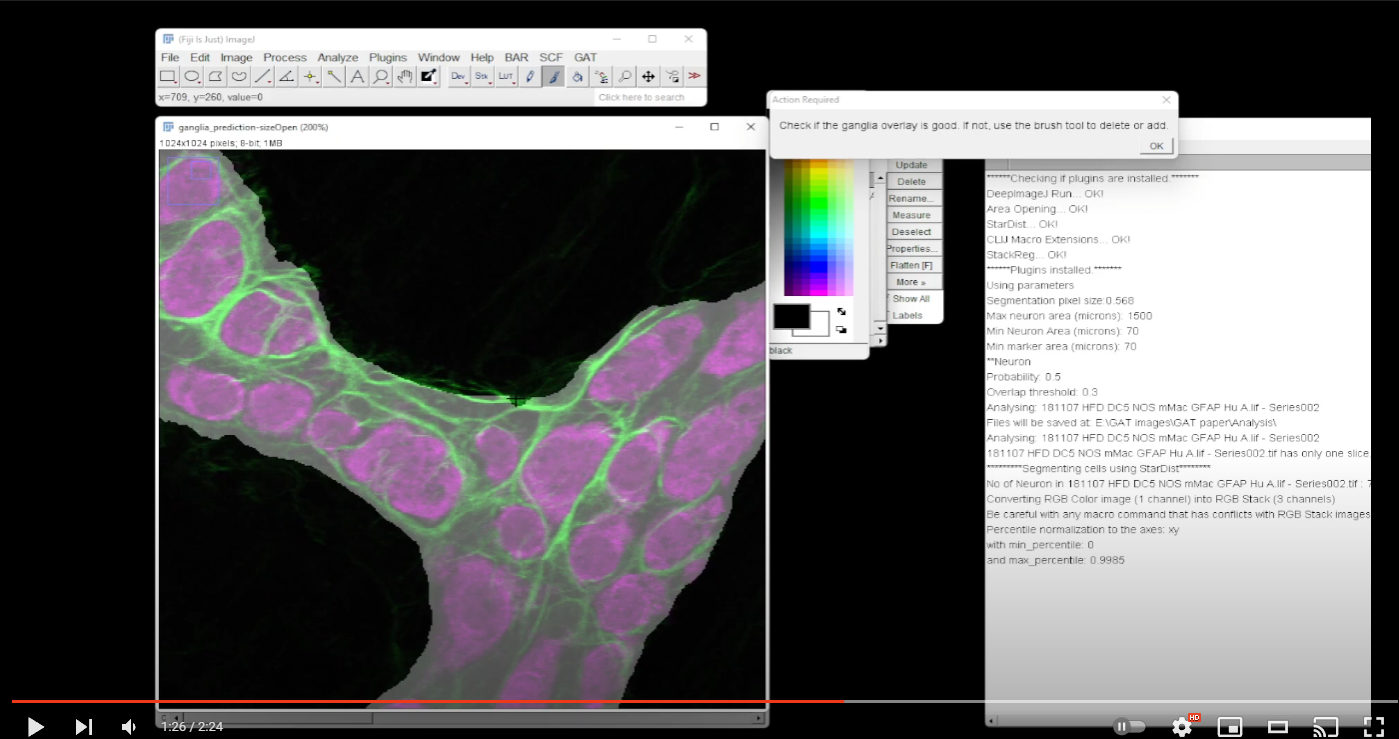 (Fiji Is Just) ImageJ
File Edit Image Process Analyze Plugins Window Help BAR SCF GAT
A Dev Stk LUT
x=709, y=260, value=0
Click here to search
Action Required
Check if the ganglia overlay is good. If not, use the brush tool to delete or add.
OK
ganglia_prediction-sizeOpen (200%)
1024x1024 pixels; 8-bit; 1MB
Update
Delete
Rename...
Measure
Deselect
Properties...
Flatten [F]
More »
Show All
Labels
black
******Checking if plugins are installed.*******
DeepImageJ Run... OK!
Area Opening... OK!
StarDist... OK!
CLIJ Macro Extensions... OK!
StackReg... OK!
******Plugins installed.*******
Using parameters
Segmentation pixel size:0.568
Max neuron area (microns): 1500
Min Neuron Area (microns): 70
Min marker area (microns): 70
**Neuron
Probability: 0.5
Overlap threshold: 0.3
Analysing: 181107 HFD DC5 NOS mMac GFAP Hu A.lif - Series002
Files will be saved at: E:\GAT images\GAT paper\Analysis\
Analysing: 181107 HFD DC5 NOS mMac GFAP Hu A.lif - Series002
181107 HFD DC5 NOS mMac GFAP Hu A.lif - Series002.tif has only one slice
*********Segmenting cells using StarDist********
No of Neuron in 181107 HFD DC5 NOS mMac GFAP Hu A.lif - Series002.tif : 7
Converting RGB Color image (1 channel) into RGB Stack (3 channels)
Be careful with any macro command that has conflicts with RGB Stack images
Percentile normalization to the axes: xy
with min_percentile: 0
and max_percentile: 0.9985
1:26 / 2:24
HD